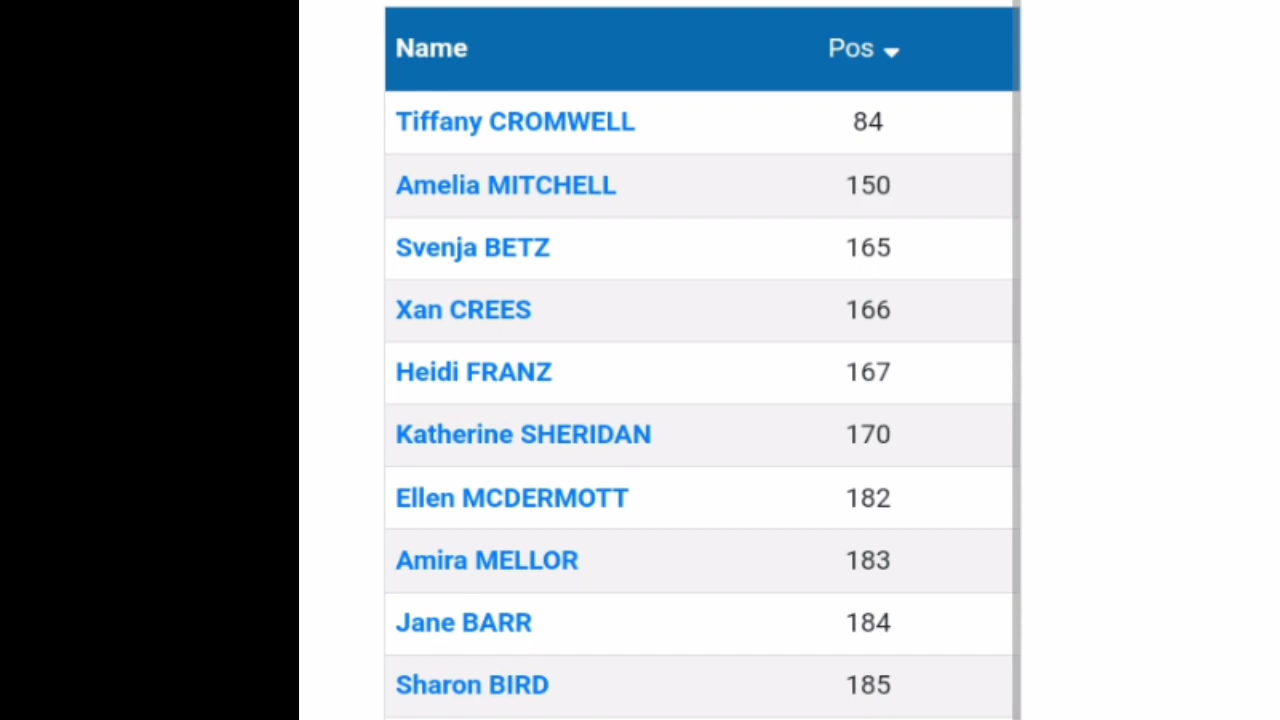 Name Pos
Tiffany CROMWELL 84
Amelia MITCHELL 150
Svenja BETZ 165
Xan CREES 166
Heidi FRANZ 167
Katherine SHERIDAN 170
Ellen MCDERMOTT 182
Amira MELLOR 183
Jane BARR 184
Sharon BIRD 185